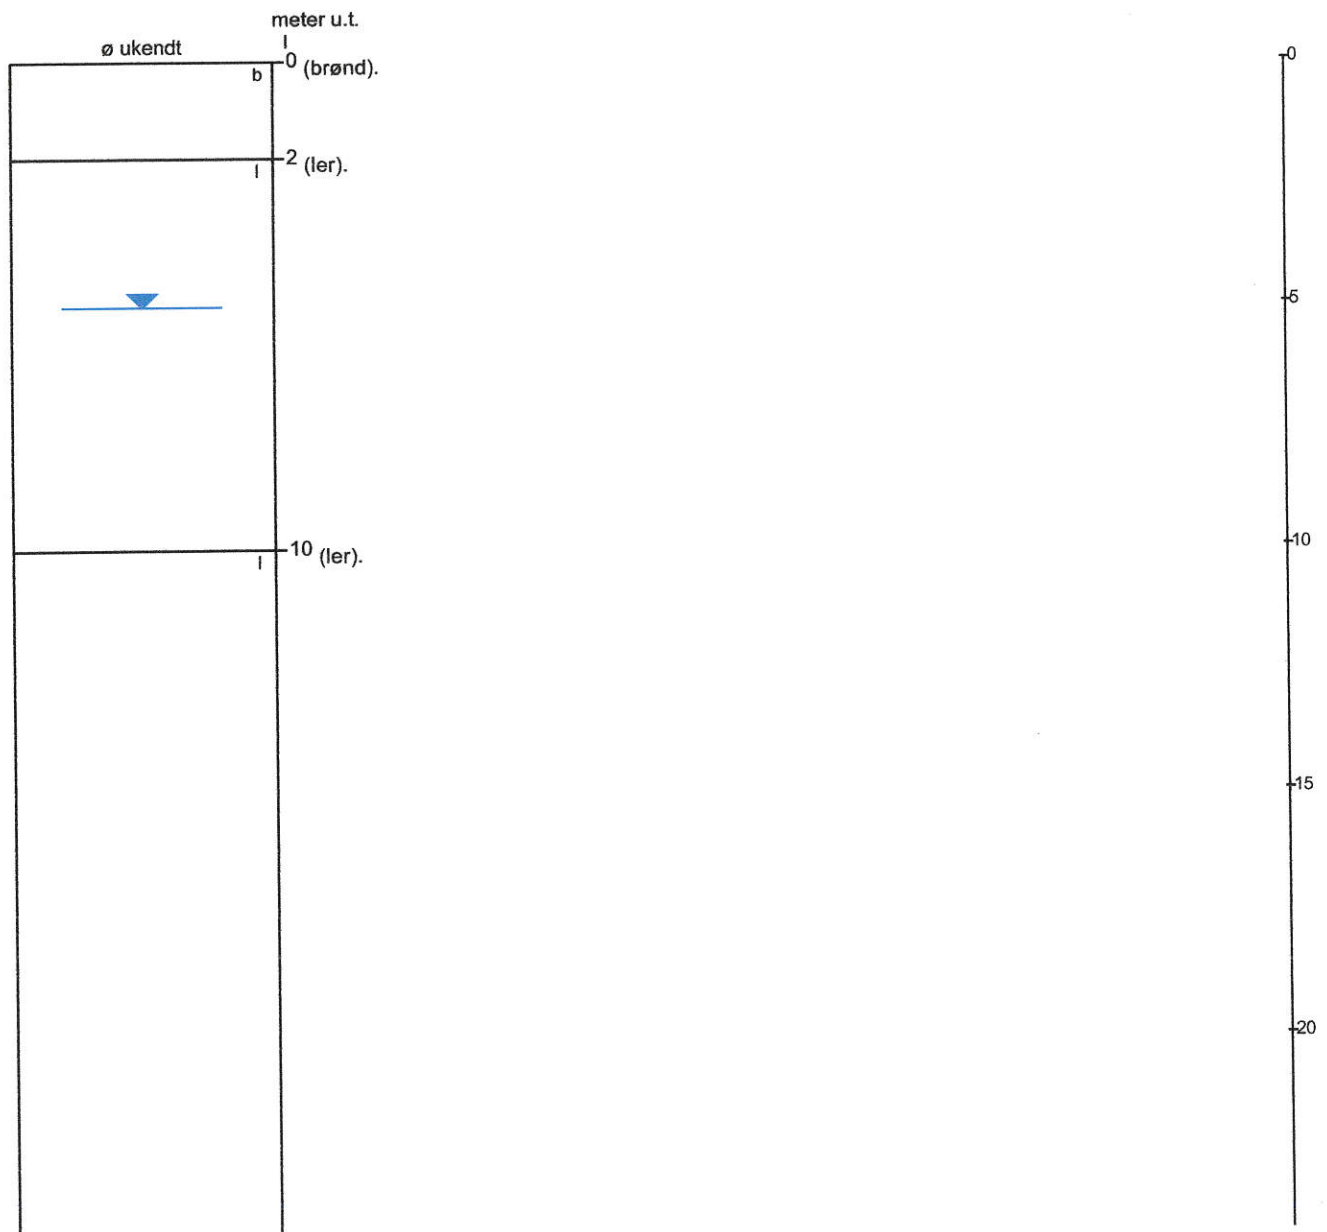 meter u.t.
ø ukendt
b
0 (brønd).
l
2 (ler).
l
10 (ler).
0
5
10
15
20